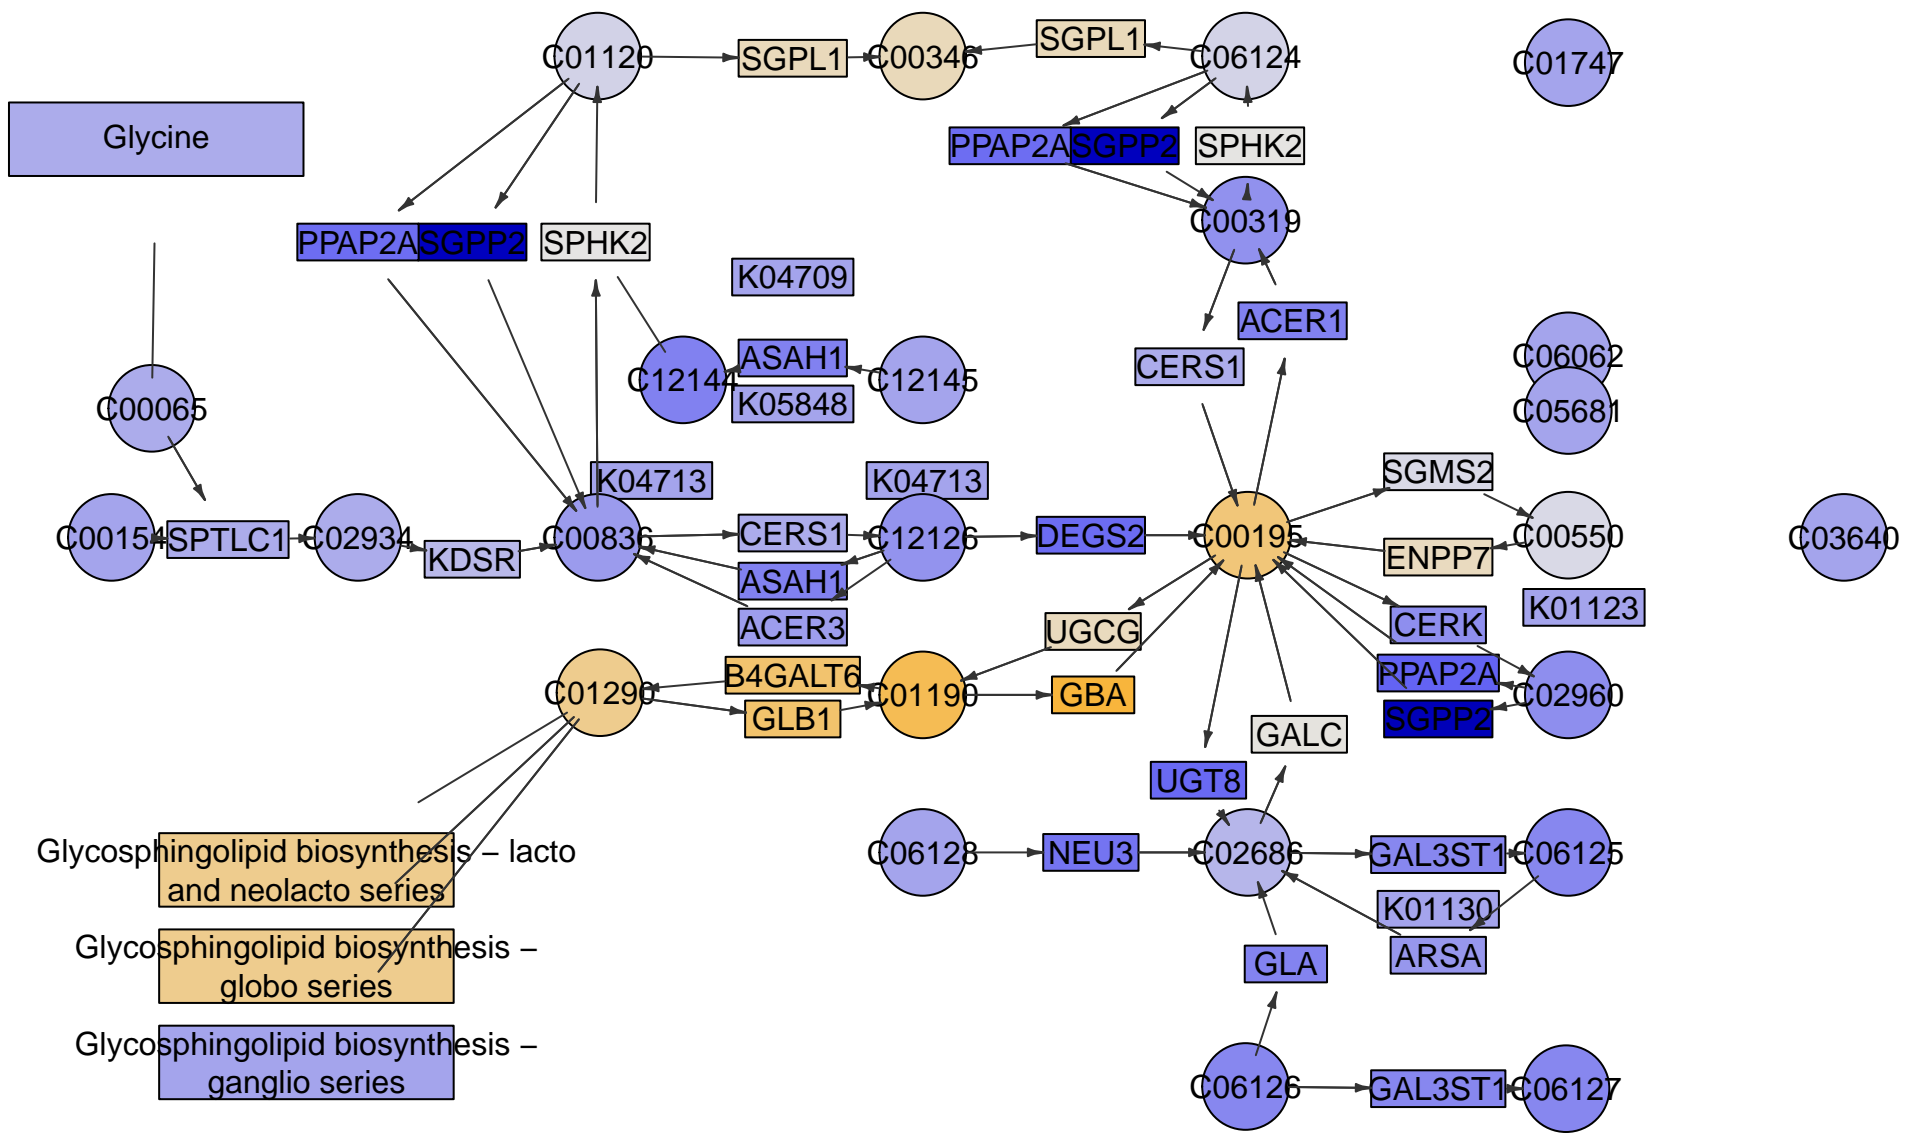 C01120
SGPL1
C00346
SGPL1
C06124
C01747
Glycine
PPAP2A
SGPP2
SPHK2
C00319
PPAP2A
SGPP2
SPHK2
K04709
ACER1
C12144
ASAH1
C12145
K05848
CERS1
C06062
C05681
C00065
K04713
K04713
SGMS2
C00154
SPTLC1
C02934
KDSR
C00836
CERS1
C12126
DEGS2
C00195
ENPP7
C00550
C03640
ASAH1
ACER3
UGCG
CERK
K01123
C01290
B4GALT6
GLB1
C01190
GBA
PPAP2A
C02960
SGPP2
GALC
UGT8
Glycosphingolipid biosynthesis – lacto
and neolacto series
C06128
NEU3
C02686
GAL3ST1
C06125
K01130
ARSA
Glycosphingolipid biosynthesis –
globo series
GLA
Glycosphingolipid biosynthesis –
ganglio series
C06126
GAL3ST1
C06127